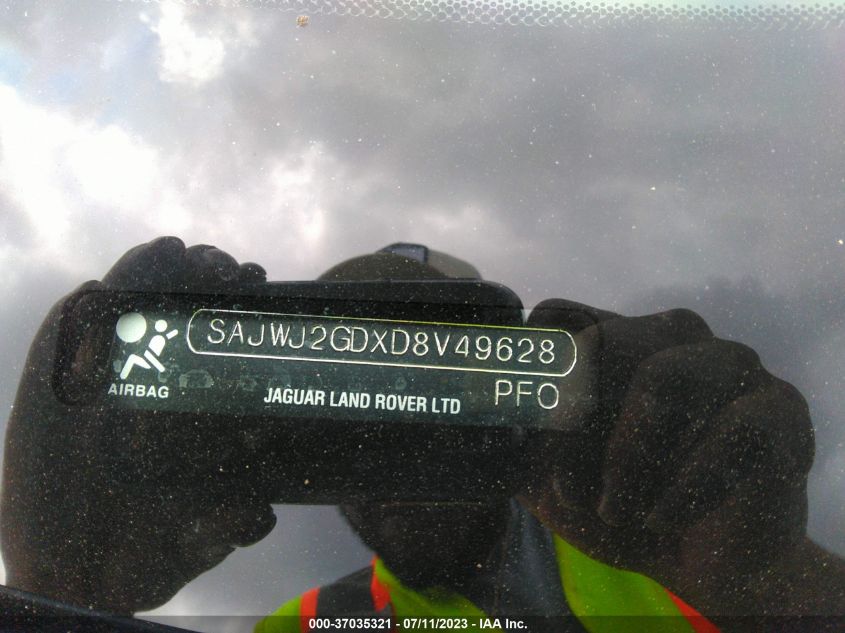 SAJWJ2GDXD8V49628
AIRBAG
JAGUAR LAND ROVER LTD
PFO
000-37035321 - 07/11/2023 - IAA Inc.